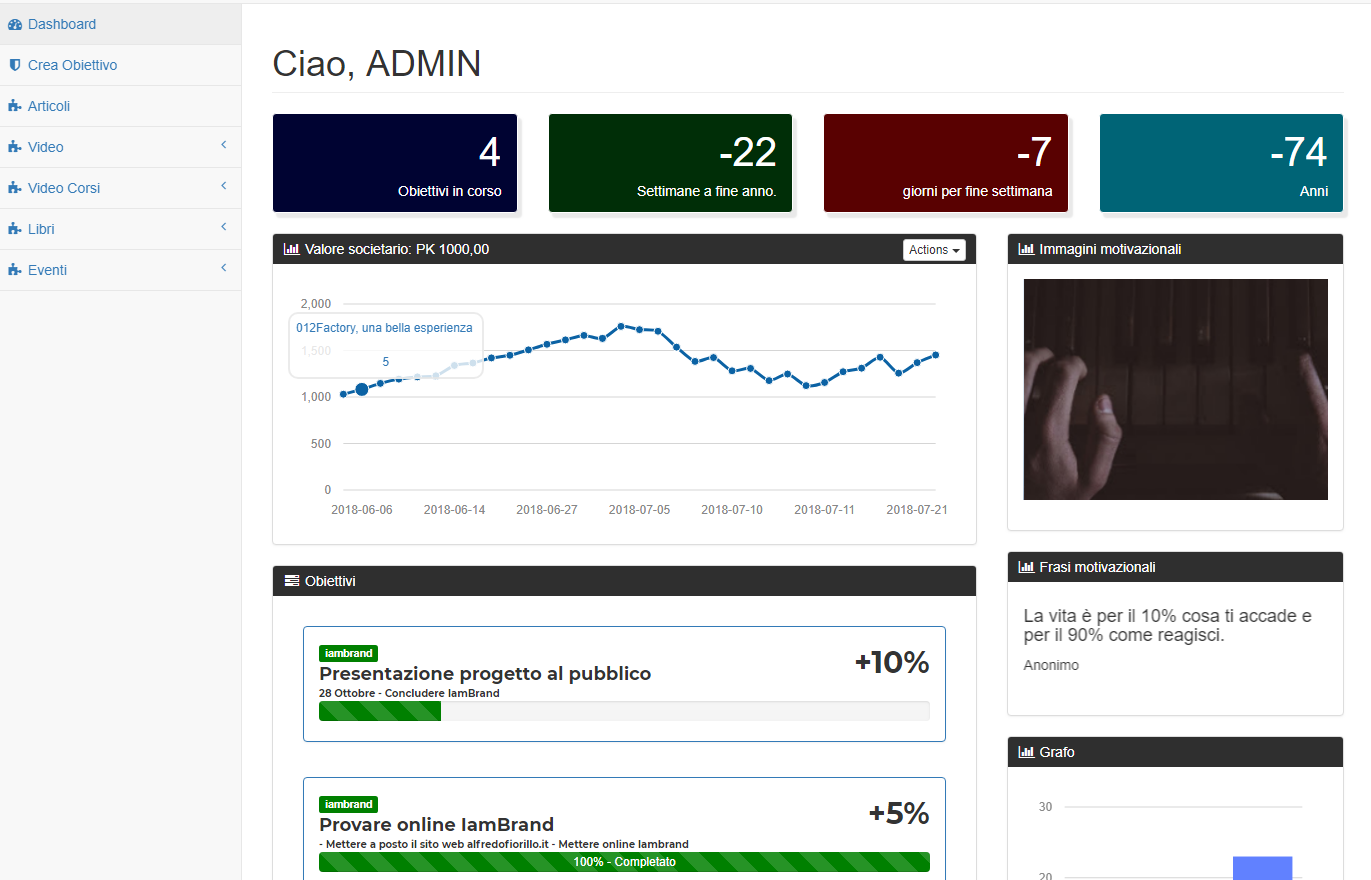 Dashboard
Crea Obiettivo
Articoli
Video
Video Corsi
Libri
Eventi
Ciao, ADMIN
4
Obiettivi in corso
-22
Settimane a fine anno.
-7
giorni per fine settimana
-74
Anni
Valore societario: PK 1000,00
Actions
2,000
1,500
1,000
500
0
012Factory, una bella esperienza
5
2018-06-06 2018-06-14 2018-06-27 2018-07-05 2018-07-10 2018-07-11 2018-07-21
Immagini motivazionali
Obiettivi
iambrand
Presentazione progetto al pubblico
+10%
28 Ottobre - Concludere IamBrand
iambrand
Provare online IamBrand
+5%
- Mettere a posto il sito web alfredofiorillo.it - Mettere online Iambrand
100% - Completato
Frasi motivazionali
La vita è per il 10% cosa ti accade e
per il 90% come reagisci.
Anonimo
Grafo
30
20